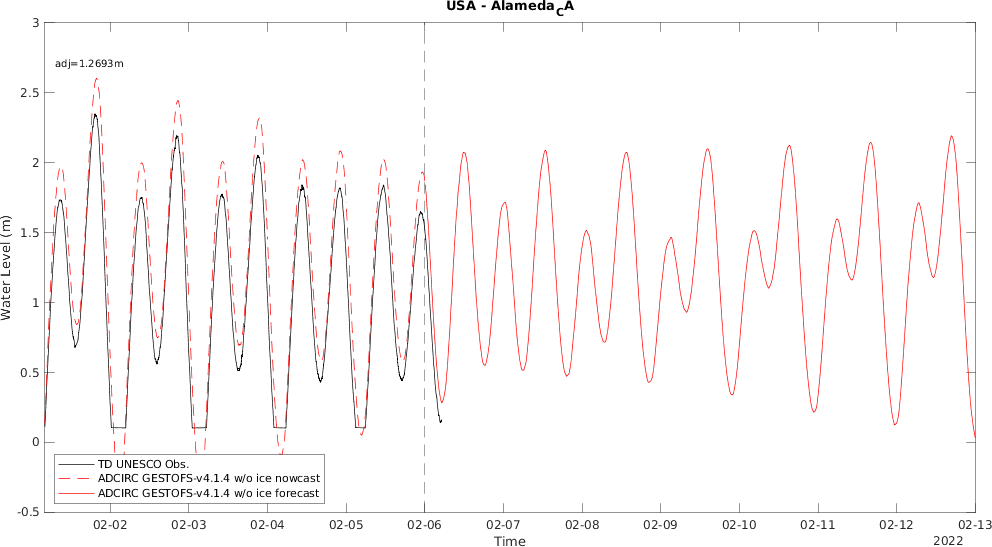 USA - Alameda_CA
adj=1.2693m
3
2.5
2
1.5
1
0.5
0
-0.5
Water Level (m)
TD UNESCO Obs.
ADCIRC GESTOFS-v4.1.4 w/o ice nowcast
ADCIRC GESTOFS-v4.1.4 w/o ice forecast
02-02 02-03 02-04 02-05 02-06 02-07 02-08 02-09 02-10 02-11 02-12 02-13
Time
2022